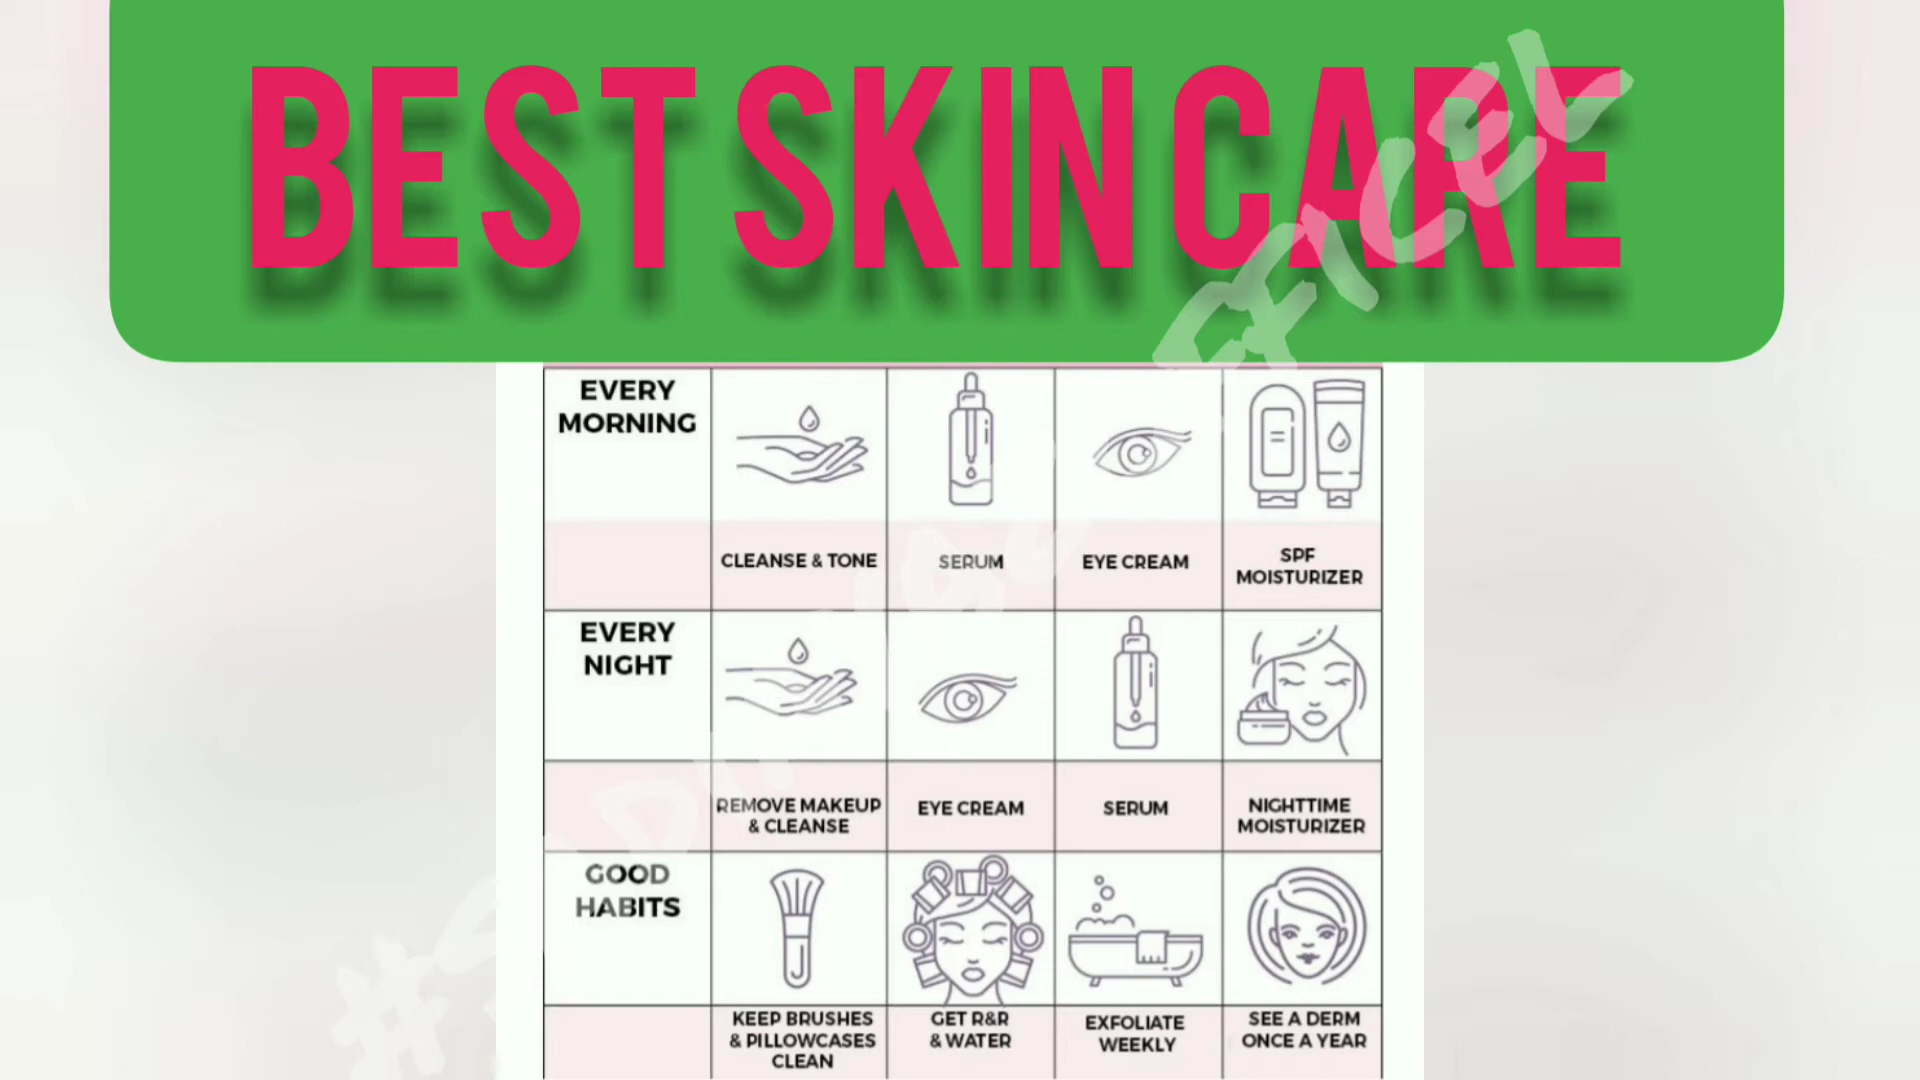 BEST SKIN CARE
EVERY
MORNING
CLEANSE & TONE
SERUM
EYE CREAM
SPF
MOISTURIZER
EVERY
NIGHT
REMOVE MAKEUP
& CLEANSE
EYE CREAM
SERUM
NIGHTTIME
MOISTURIZER
GOOD
HABITS
KEEP BRUSHES
& PILLOWCASES
CLEAN
GET R&R
& WATER
EXFOLIATE
WEEKLY
SEE A DERM
ONCE A YEAR